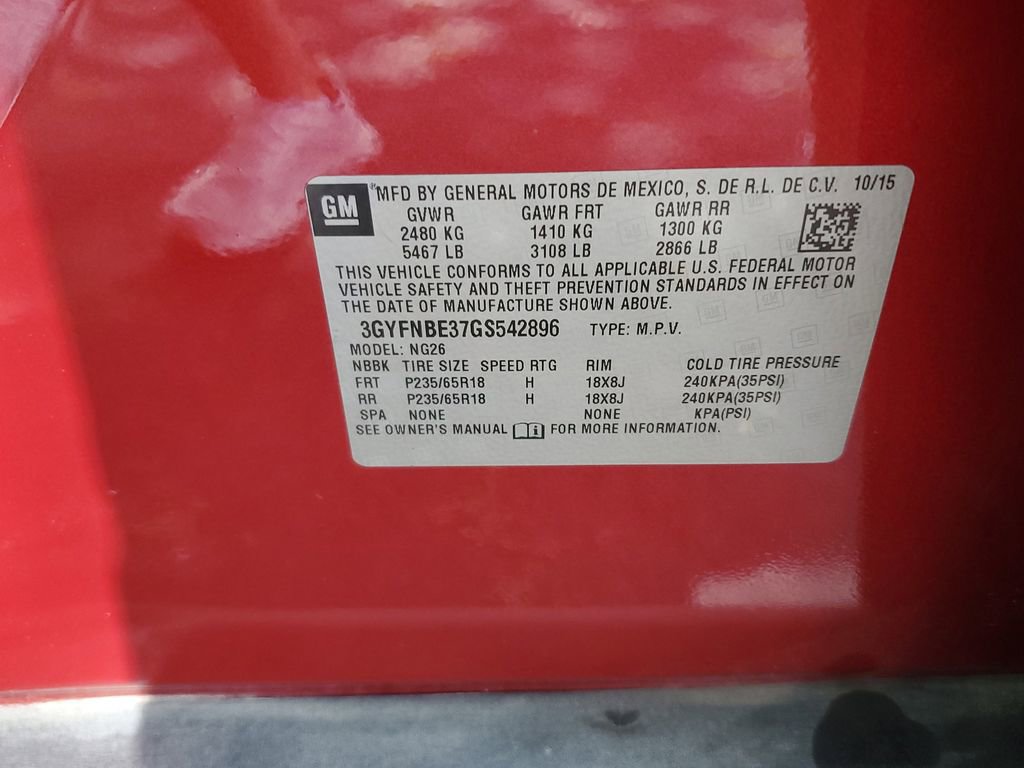 GM
®MFD BY GENERAL MOTORS DE MEXICO, S. DE R.L. DE C.V. 10/15
GVWR GAWR FRT GAWR RR
2480 KG 1410 KG 1300 KG
5467 LB 3108 LB 2866 LB
THIS VEHICLE CONFORMS TO ALL APPLICABLE U.S. FEDERAL MOTOR
VEHICLE SAFETY AND THEFT PREVENTION STANDARDS IN EFFECT ON
THE DATE OF MANUFACTURE SHOWN ABOVE.
3GYFNBE37GS542896 TYPE: M.P.V.
MODEL: NG26
NBBK TIRE SIZE SPEED RTG RIM COLD TIRE PRESSURE
FRT P235/65R18 H 18X8J 240KPA(35PSI)
RR P235/65R18 H 18X8J 240KPA(35PSI)
SPA NONE NONE KPA(PSI)
SEE OWNER'S MANUAL FOR MORE INFORMATION.